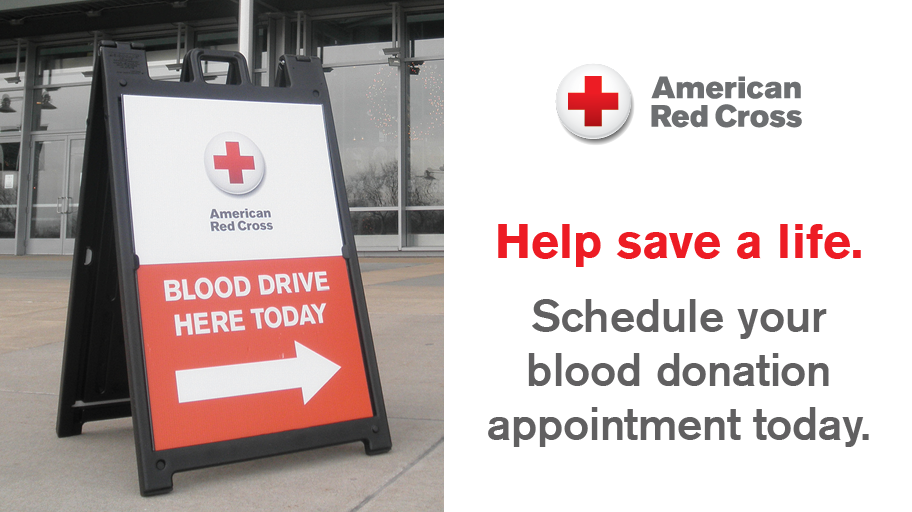 American
Red Cross
BLOOD DRIVE
HERE TODAY
American
Red Cross
Help save a life.
Schedule your
blood donation
appointment today.